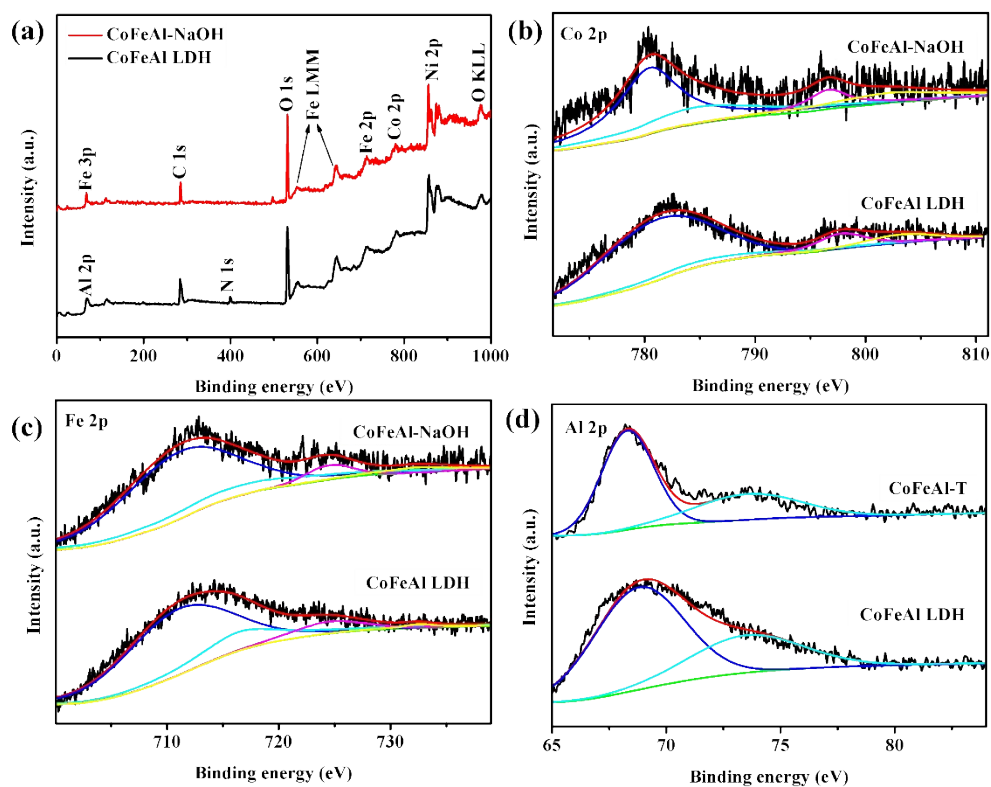 (a)
CoFeAl-NaOH
CoFeAl LDH
Fe 3p
C 1s
O 1s
Fe LMM
Fe 2p
Co 2p
Ni 2p
O KLL
Al 2p
N 1s
Intensity (a.u.)
0 200 400 600 800 1000
Binding energy (eV)
(b)
Co 2p
CoFeAl-NaOH
CoFeAl LDH
Intensity (a.u.)
780 790 800 810
Binding energy (eV)
(c)
Fe 2p
CoFeAl-NaOH
CoFeAl LDH
Intensity (a.u.)
710 720 730
Binding energy (eV)
(d)
Al 2p
CoFeAl-T
CoFeAl LDH
Intensity (a.u.)
65 70 75 80
Binding energy (eV)